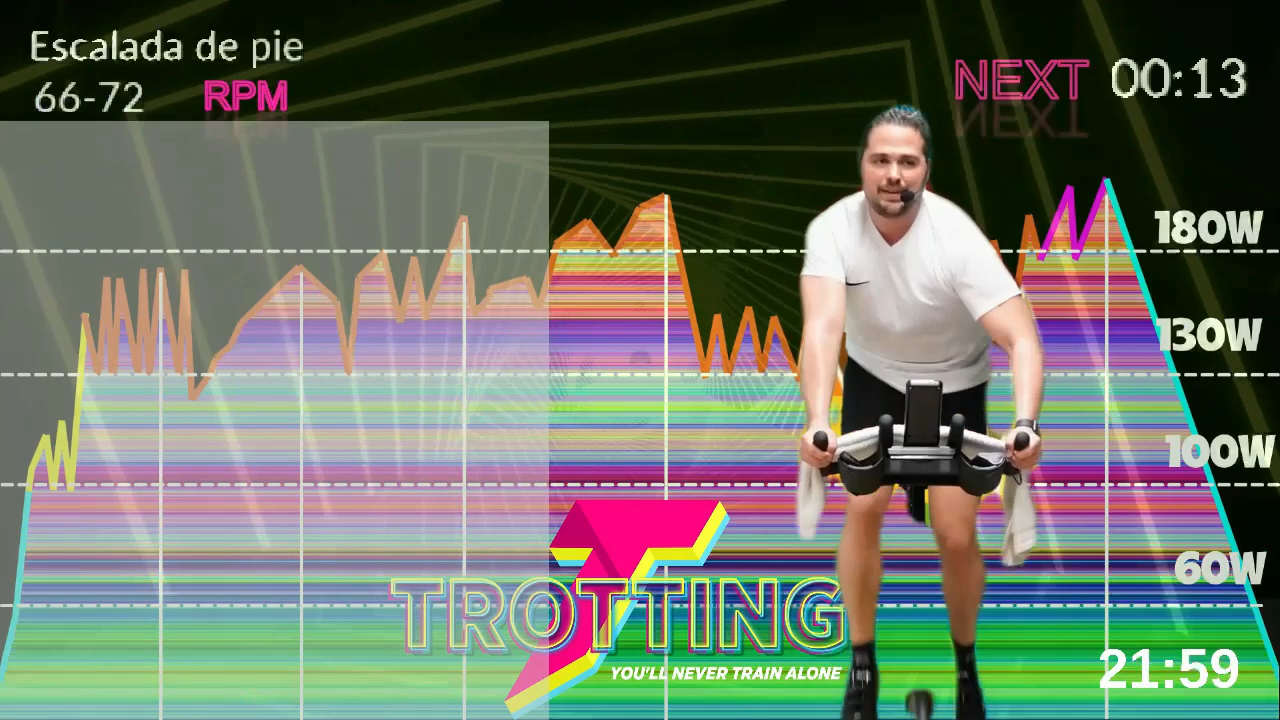 Escalada de pie
66-72 RPM
NEXT 00:13
180W
130W
100W
60W
TROTTING
YOU'LL NEVER TRAIN ALONE
21:59